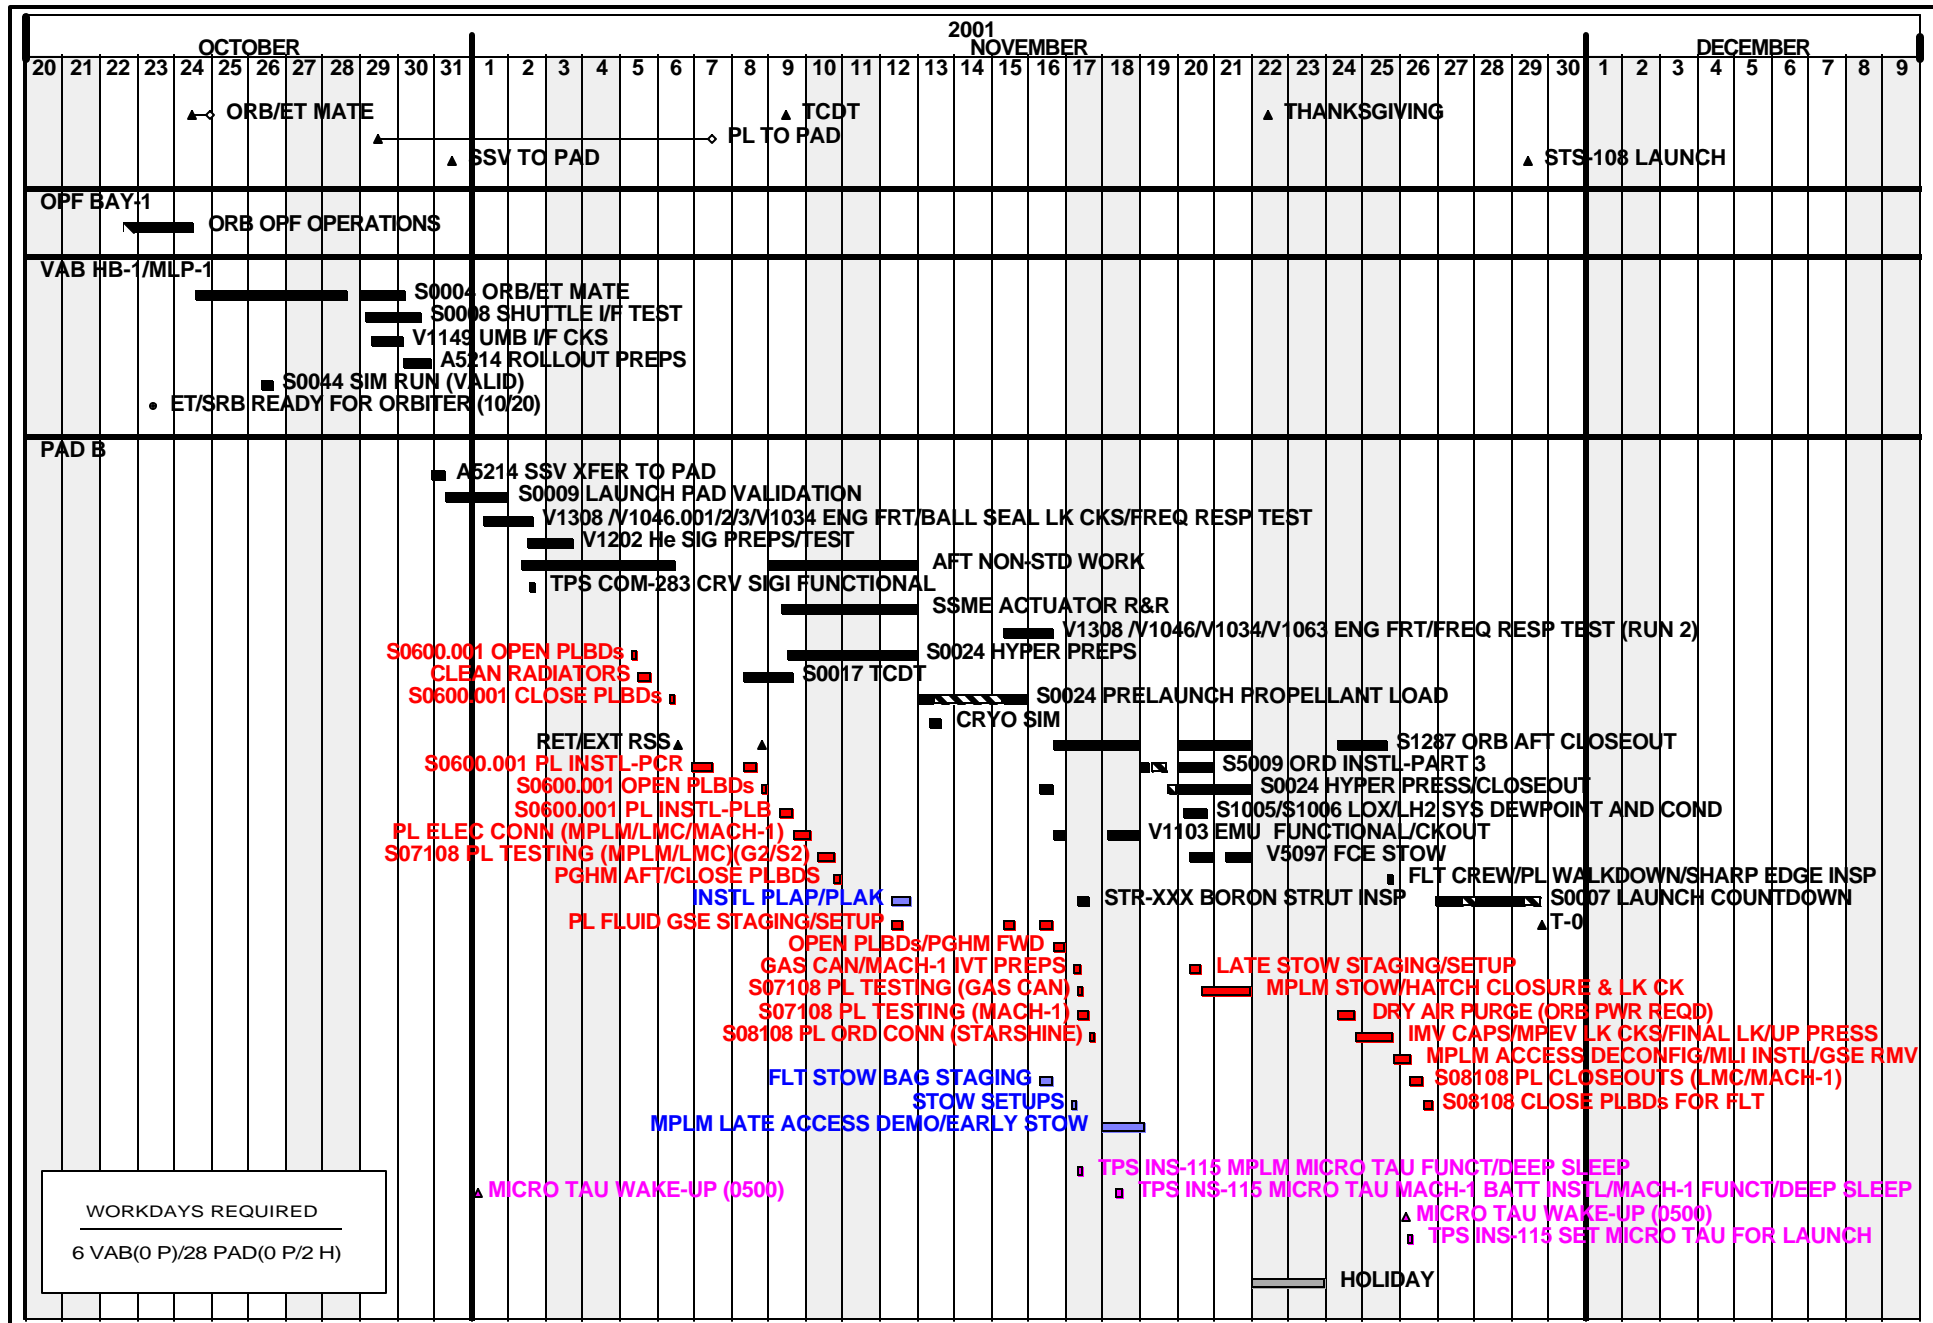 2001
OCTOBER NOVEMBER DECEMBER
20 21 22 23 24 25 26 27 28 29 30 31 1 2 3 4 5 6 7 8 9 10 11 12 13 14 15 16 17 18 19 20 21 22 23 24 25 26 27 28 29 30 1 2 3 4 5 6 7 8 9
ORB/ET MATE TCDT THANKSGIVING
PL TO PAD
SSV TO PAD STS-108 LAUNCH
OPF BAY-1
ORB OPF OPERATIONS
VAB HB-1/MLP-1
S0004 ORB/ET MATE
S0008 SHUTTLE I/F TEST
V1149 UMB I/F CKS
A5214 ROLLOUT PREPS
S0044 SIM RUN (VALID)
ET/SRB READY FOR ORBITER (10/20)
PAD B
A5214 SSV XFER TO PAD
S0009 LAUNCH PAD VALIDATION
V1308 /V1046.001/2/3/V1034 ENG FRT/BALL SEAL LK CKS/FREQ RESP TEST
V1202 He SIG PREPS/TEST
AFT NON-STD WORK
TPS COM-283 CRV SIGI FUNCTIONAL
SSME ACTUATOR R&R
V1308 /V1046/V1034/V1063 ENG FRT/FREQ RESP TEST (RUN 2)
S0600.001 OPEN PLBDs S0024 HYPER PREPS
CLEAN RADIATORS S0017 TCDT
S0600.001 CLOSE PLBDs S0024 PRELAUNCH PROPELLANT LOAD
CRYO SIM
RET/EXT RSS S1287 ORB AFT CLOSEOUT
S0600.001 PL INSTL-PCR S5009 ORD INSTL-PART 3
S0600.001 OPEN PLBDs S0024 HYPER PRESS/CLOSEOUT
S0600.001 PL INSTL-PLB S1005/S1006 LOX/LH2 SYS DEWPOINT AND COND
PL ELEC CONN (MPLM/LMC/MACH-1) V1103 EMU FUNCTIONAL/CKOUT
S07108 PL TESTING (MPLM/LMC)(G2/S2) V5097 FCE STOW
PGHM AFT/CLOSE PLBDS FLT CREW/PL WALKDOWN/SHARP EDGE INSP
INSTL PLAP/PLAK STR-XXX BORON STRUT INSP S0007 LAUNCH COUNTDOWN
PL FLUID GSE STAGING/SETUP T-0
OPEN PLBDs/PGHM FWD
GAS CAN/MACH-1 IVT PREPS LATE STOW STAGING/SETUP
S07108 PL TESTING (GAS CAN) MPLM STOW/HATCH CLOSURE & LK CK
S07108 PL TESTING (MACH-1) DRY AIR PURGE (ORB PWR REQD)
S08108 PL ORD CONN (STARSHINE) IMV CAPS/MPEV LK CKS/FINAL LK/UP PRESS
MPLM ACCESS DECONFIG/MLI INSTL/GSE RMV
FLT STOW BAG STAGING S08108 PL CLOSEOUTS (LMC/MACH-1)
STOW SETUPS S08108 CLOSE PLBDs FOR FLT
MPLM LATE ACCESS DEMO/EARLY STOW
TPS INS-115 MPLM MICRO TAU FUNCT/DEEP SLEEP
MICRO TAU WAKE-UP (0500) TPS INS-115 MICRO TAU MACH-1 BATT INSTL/MACH-1 FUNCT/DEEP SLEEP
MICRO TAU WAKE-UP (0500)
TPS INS-115 SET MICRO TAU FOR LAUNCH
HOLIDAY
WORKDAYS REQUIRED
6 VAB(0 P)/28 PAD(0 P/2 H)